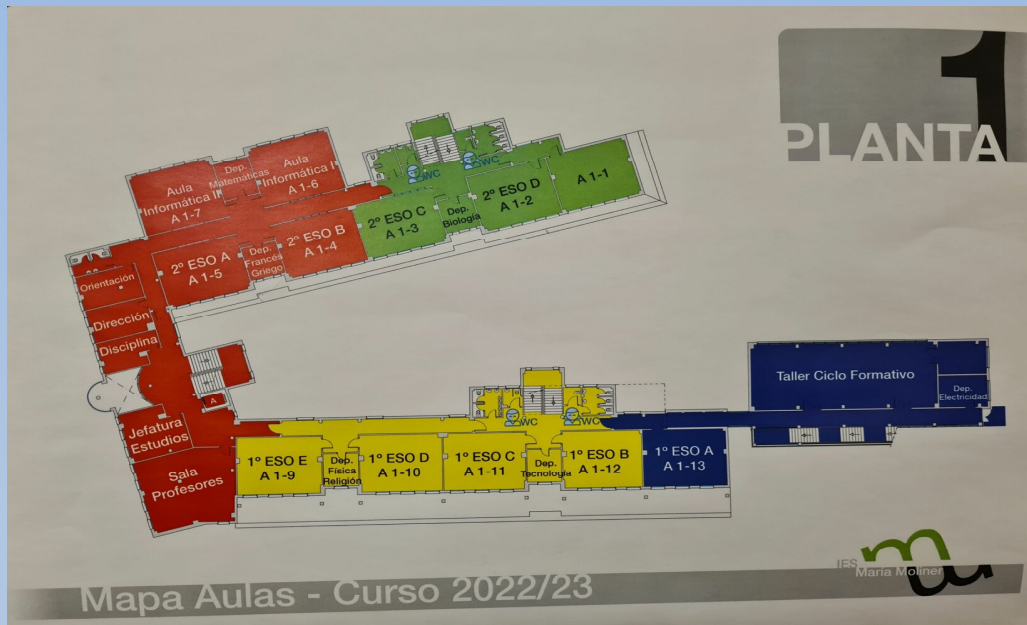 1
PLANTA
Aula
Informática II
A 1-7
Dep.
Matemáticas
Aula
Informática I
A 1-6
WC
WC
2º ESO C
A 1-3
Dep.
Biología
2º ESO D
A 1-2
A 1-1
2º ESO A
A 1-5
Dep.
Francés
Griego
2º ESO B
A 1-4
Orientación
Dirección
Disciplina
A
Jefatura
Estudios
Sala
Profesores
1º ESO E
A 1-9
Dep.
Física
Religión
1º ESO D
A 1-10
1º ESO C
A 1-11
WC
WC
Dep.
Tecnología
1º ESO B
A 1-12
1º ESO A
A 1-13
Taller Ciclo Formativo
Dep.
Electricidad
IES
María Moliner
Mapa Aulas - Curso 2022/23